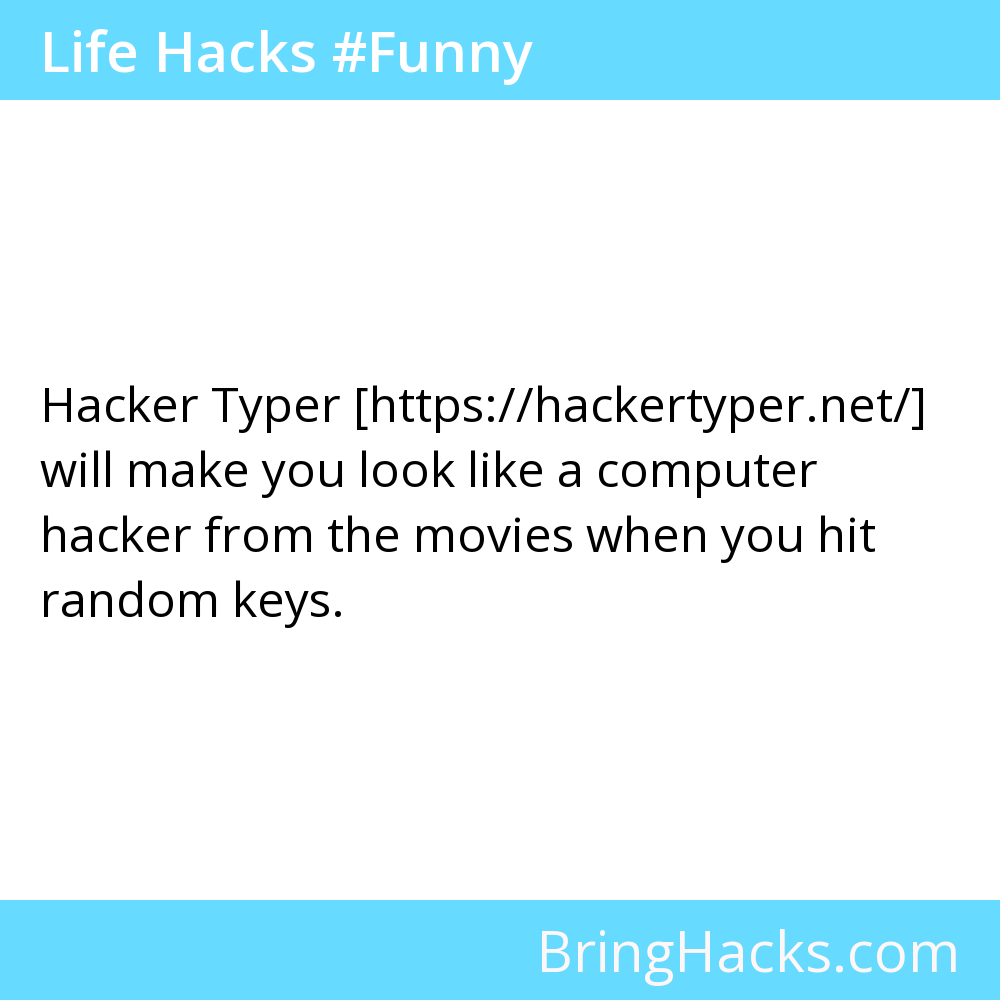 Life Hacks #Funny
Hacker Typer [https://hackertyper.net/]
will make you look like a computer
hacker from the movies when you hit
random keys.
BringHacks.com